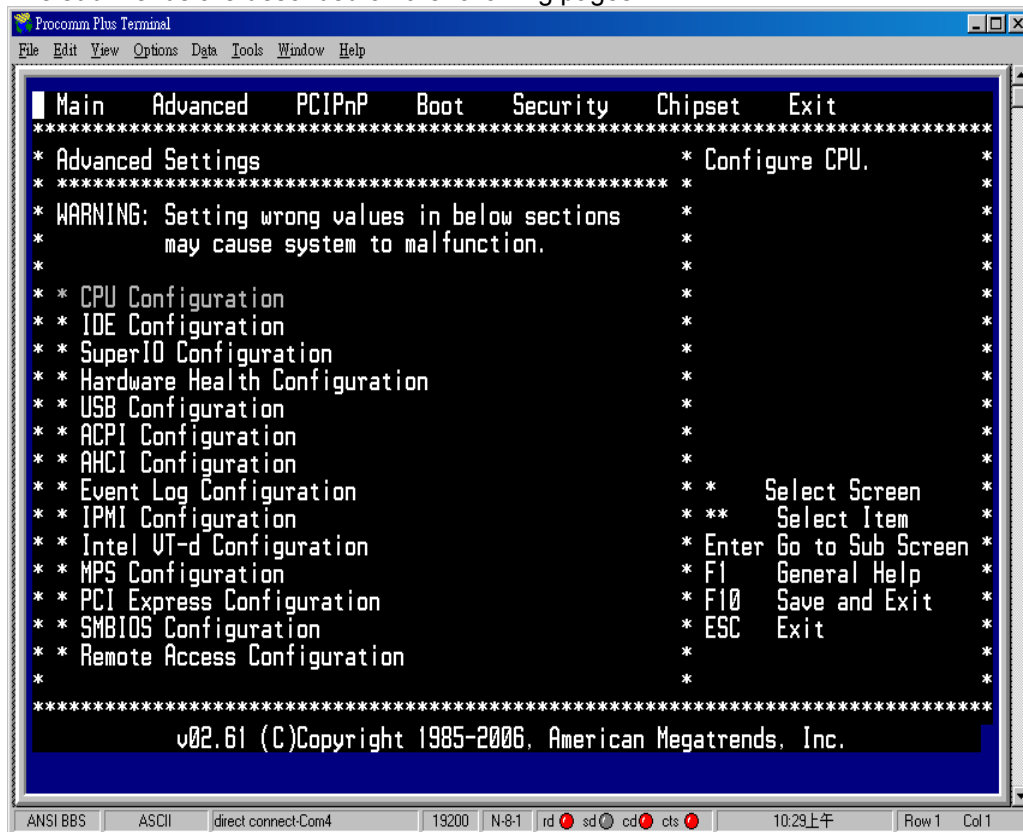 Procomm Plus Terminal
File Edit View Options Data Tools Window Help
Main Advanced PCIPnP Boot Security Chipset Exit
********************************************************************************
* Advanced Settings * Configure CPU. *
* *************************************************** * *
* WARNING: Setting wrong values in below sections * *
* may cause system to malfunction. * *
* * *
* * CPU Configuration * *
* * IDE Configuration * *
* * SuperIO Configuration * *
* * Hardware Health Configuration * *
* * USB Configuration * *
* * ACPI Configuration * *
* * AHCI Configuration * *
* * Event Log Configuration * * Select Screen *
* * IPMI Configuration * ** Select Item *
* * Intel VT-d Configuration * Enter Go to Sub Screen *
* * MPS Configuration * F1 General Help *
* * PCI Express Configuration * F10 Save and Exit *
* * SMBIOS Configuration * ESC Exit *
* * Remote Access Configuration * *
* * *
********************************************************************************
v02.61 (C)Copyright 1985-2006, American Megatrends, Inc.
ANSI BBS ASCII direct connect-Com4 19200 N-8-1 rd sd cd cts 10:29上午 Row 1 Col 1